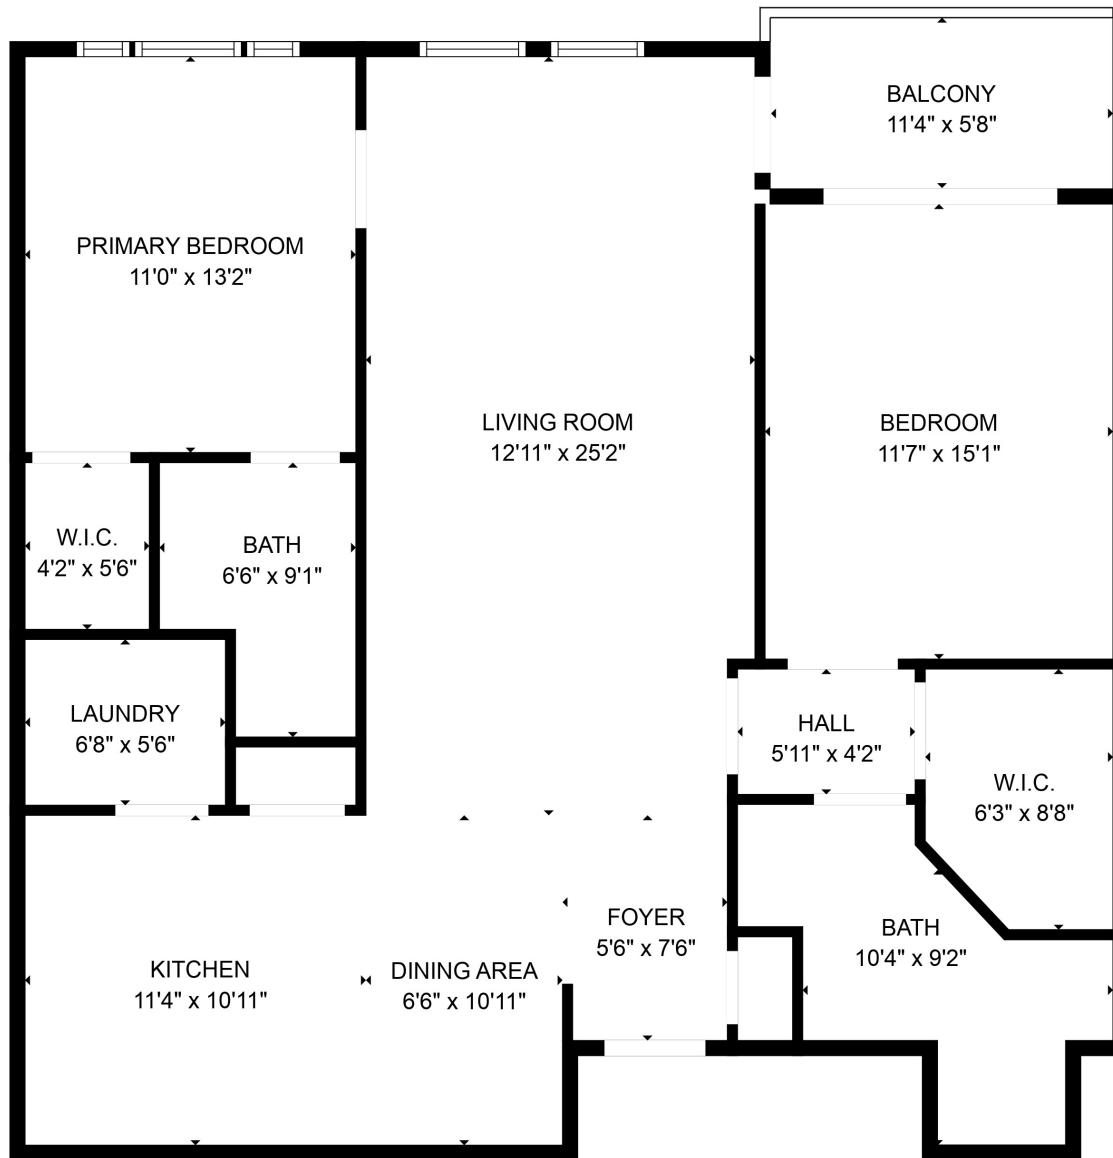 BALCONY
11'4" x 5'8"
PRIMARY BEDROOM
11'0" x 13'2"
LIVING ROOM
12'11" x 25'2"
BEDROOM
11'7" x 15'1"
W.I.C.
4'2" x 5'6"
BATH
6'6" x 9'1"
LAUNDRY
6'8" x 5'6"
HALL
5'11" x 4'2"
W.I.C.
6'3" x 8'8"
FOYER
5'6" x 7'6"
BATH
10'4" x 9'2"
KITCHEN
11'4" x 10'11"
DINING AREA
6'6" x 10'11"